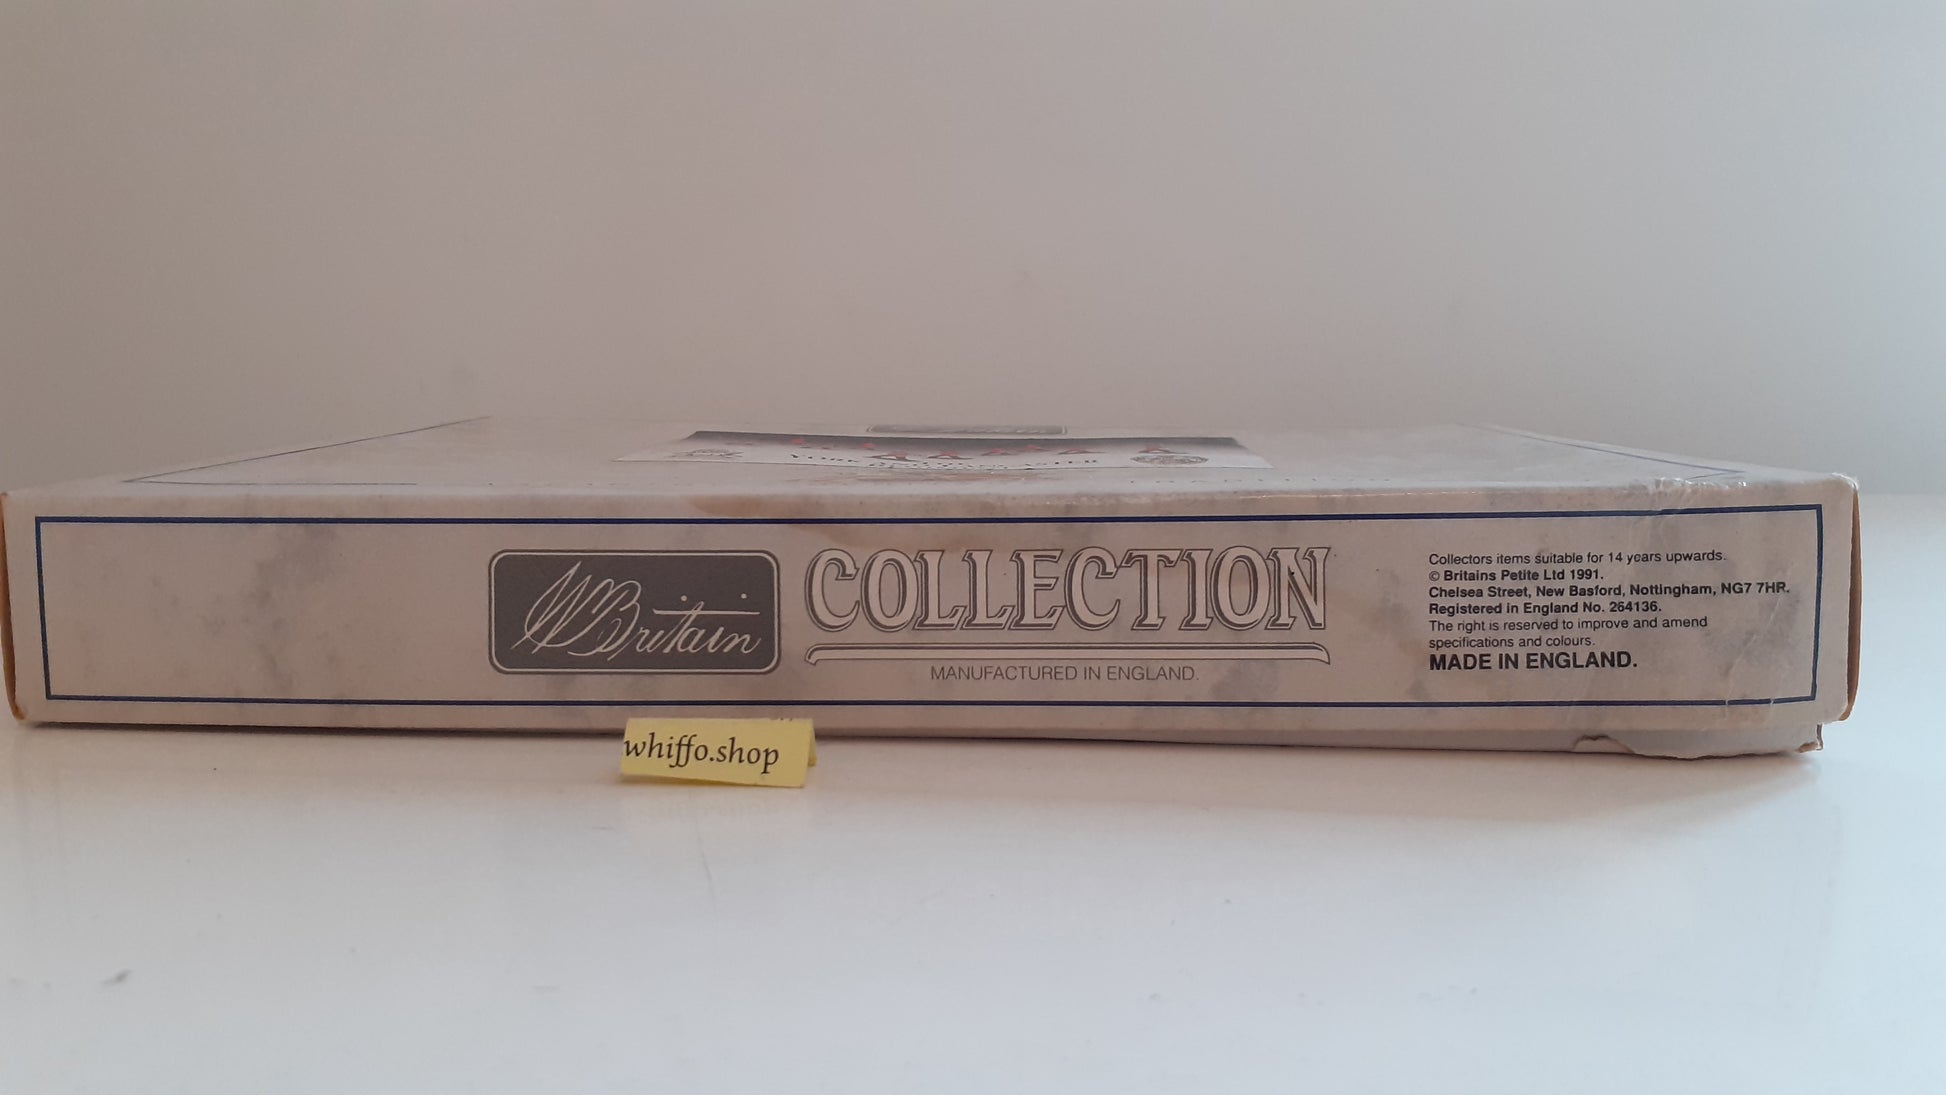 WBritain
COLLECTION
MANUFACTURED IN ENGLAND.
Collectors items suitable for 14 years upwards.
© Britains Petite Ltd 1991.
Chelsea Street, New Basford, Nottingham, NG7 7HR.
Registered in England No. 264136.
The right is reserved to improve and amend
specifications and colours.
MADE IN ENGLAND.
whiffo.shop